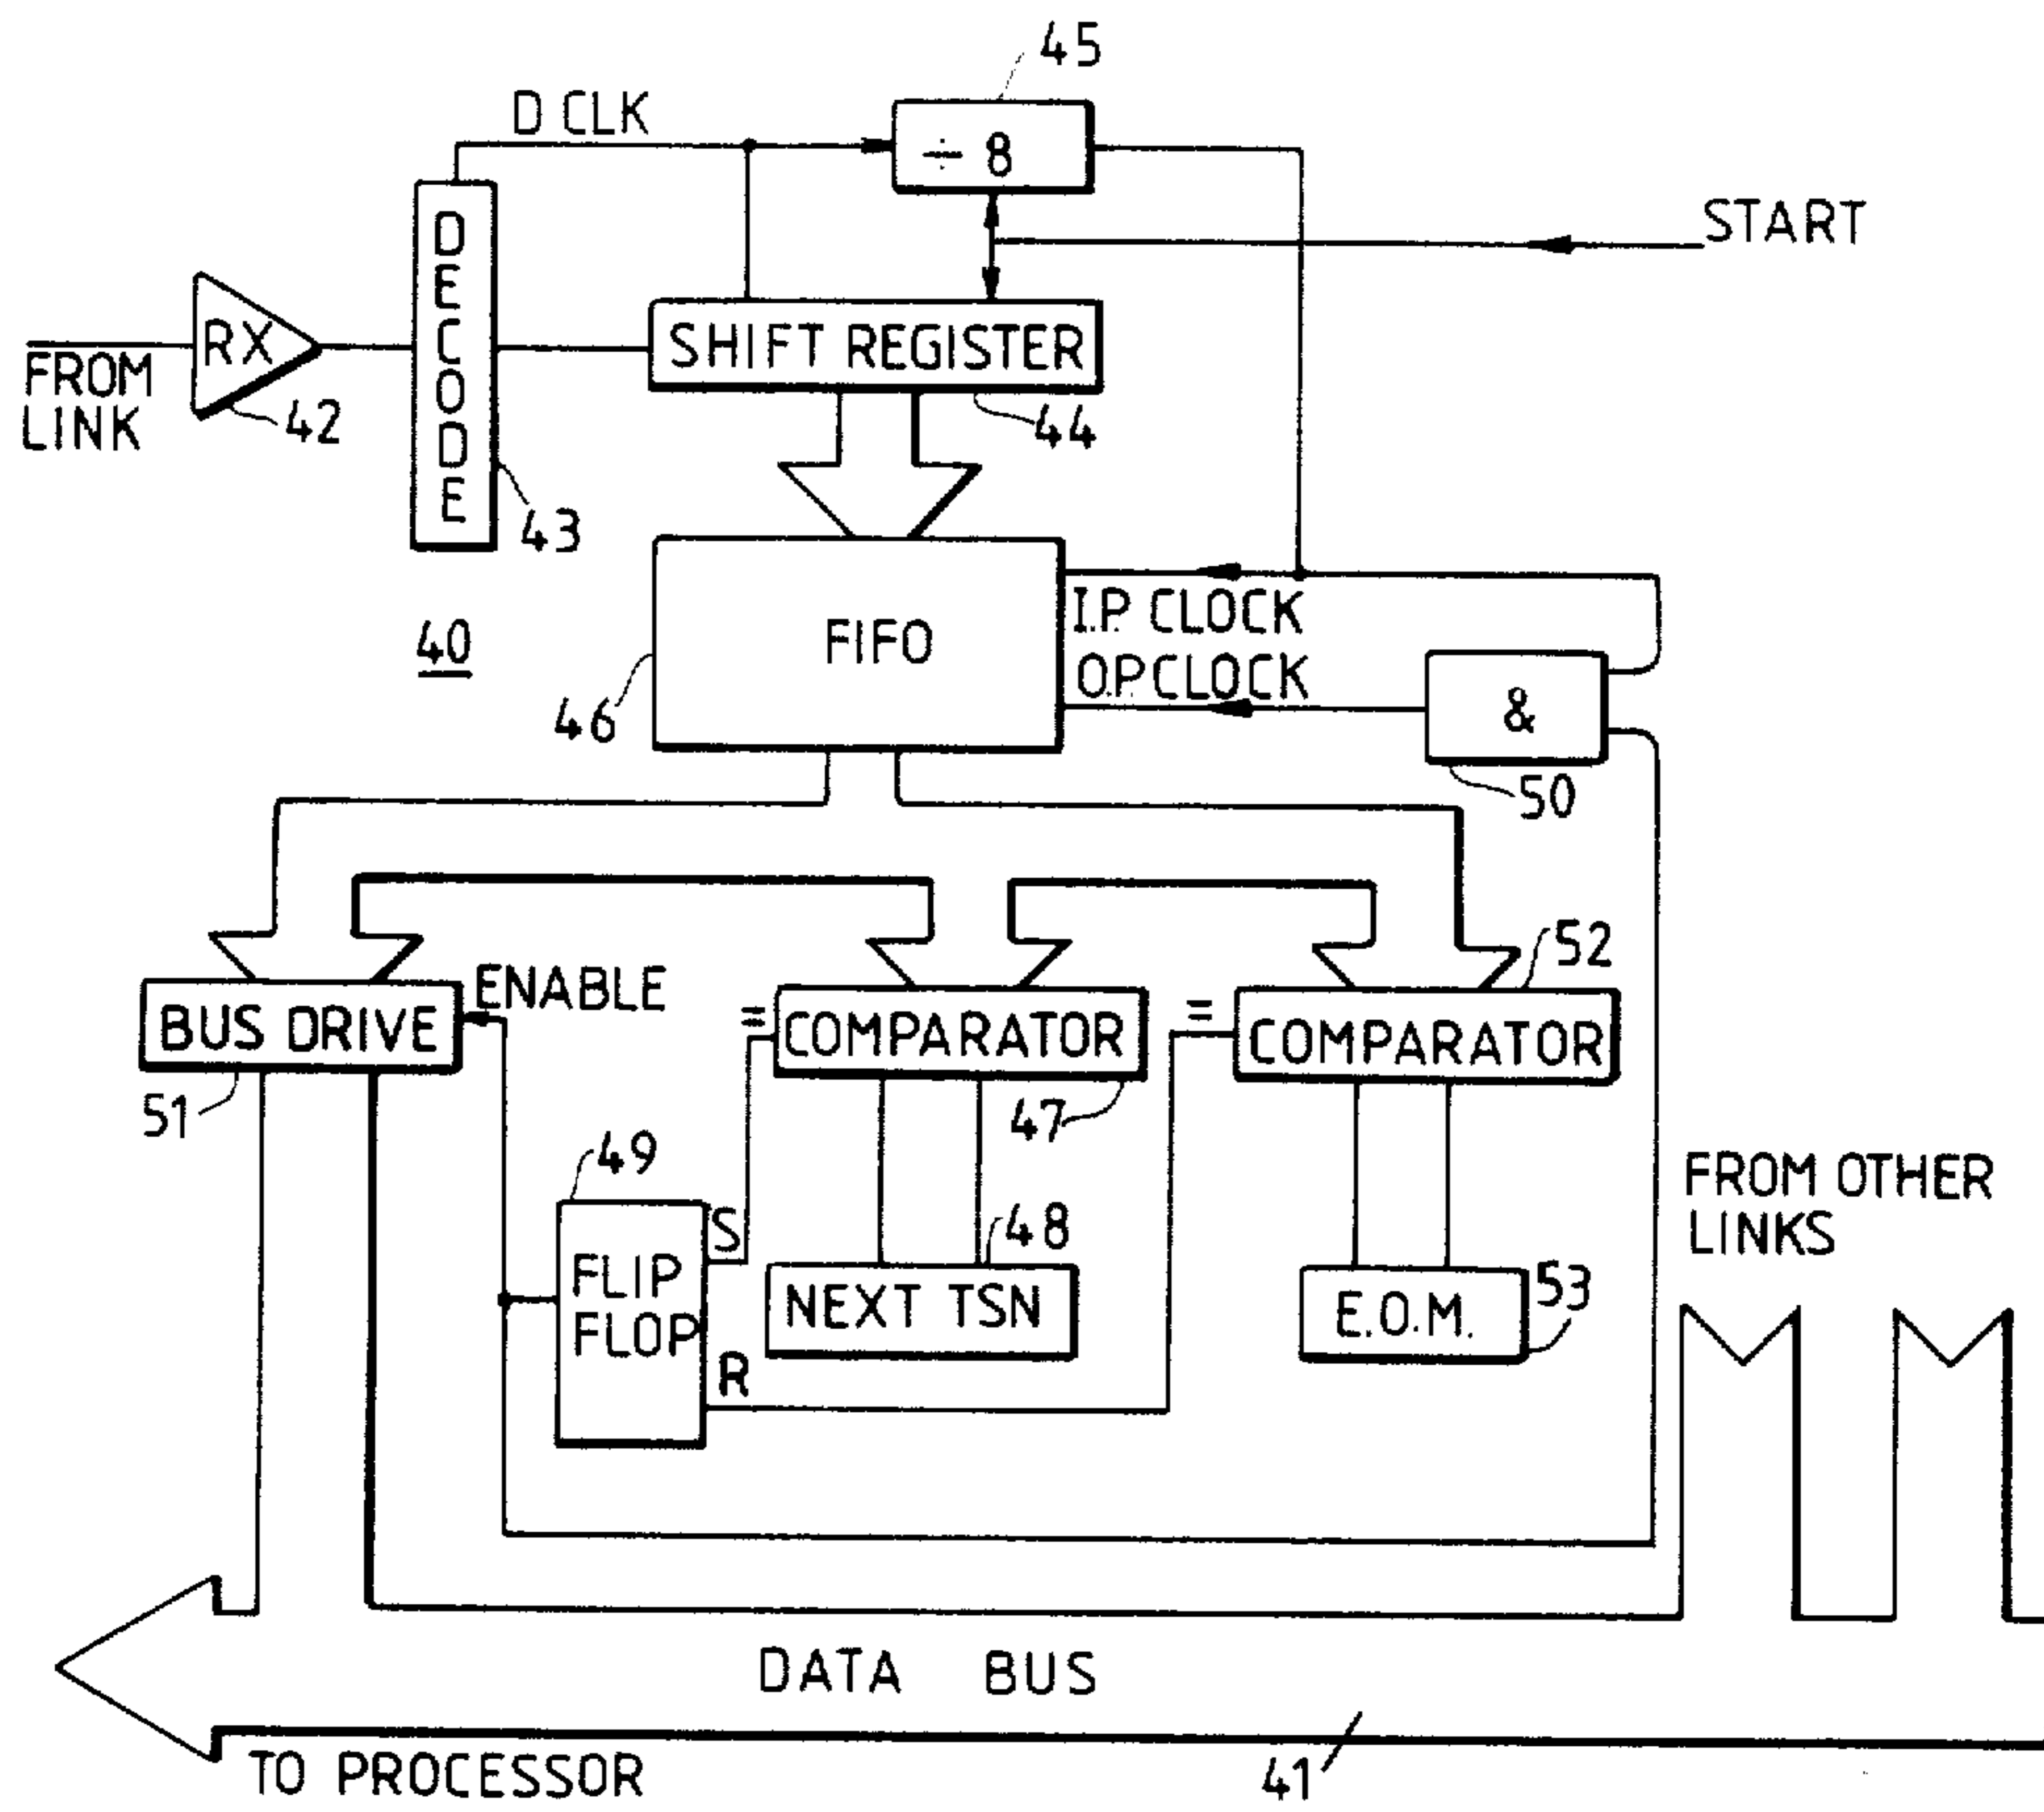 45
D CLK
÷ 8
START
DECODE
RX
SHIFT REGISTER
FROM
LINK
42
44
43
I.P CLOCK
FIFO
40
O.P.CLOCK
46
&
50
52
ENABLE
BUS DRIVE
=
COMPARATOR
=
COMPARATOR
51
47
49
FROM OTHER
LINKS
S
48
FLIP
FLOP
NEXT TSN
E.O.M.
53
R
DATA BUS
TO PROCESSOR
41